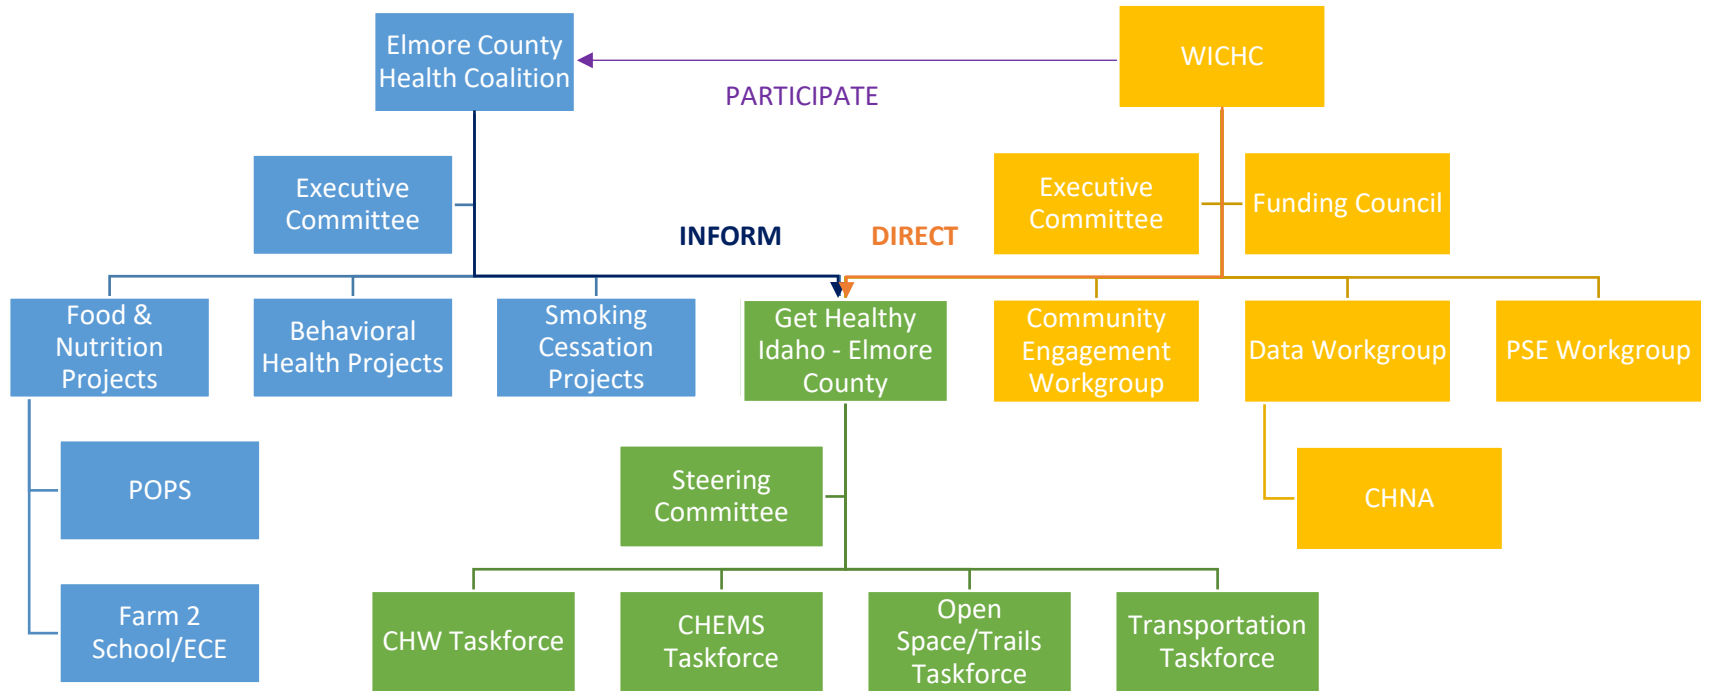 Elmore County
Health Coalition
WICHC
PARTICIPATE
Executive
Committee
Executive
Committee
Funding Council
INFORM
DIRECT
Food &
Nutrition
Projects
Behavioral
Health Projects
Smoking
Cessation
Projects
Get Healthy
Idaho - Elmore
County
Community
Engagement
Workgroup
Data Workgroup
PSE Workgroup
POPS
Steering
Committee
CHNA
Farm 2
School/ECE
CHW Taskforce
CHEMS
Taskforce
Open
Space/Trails
Taskforce
Transportation
Taskforce